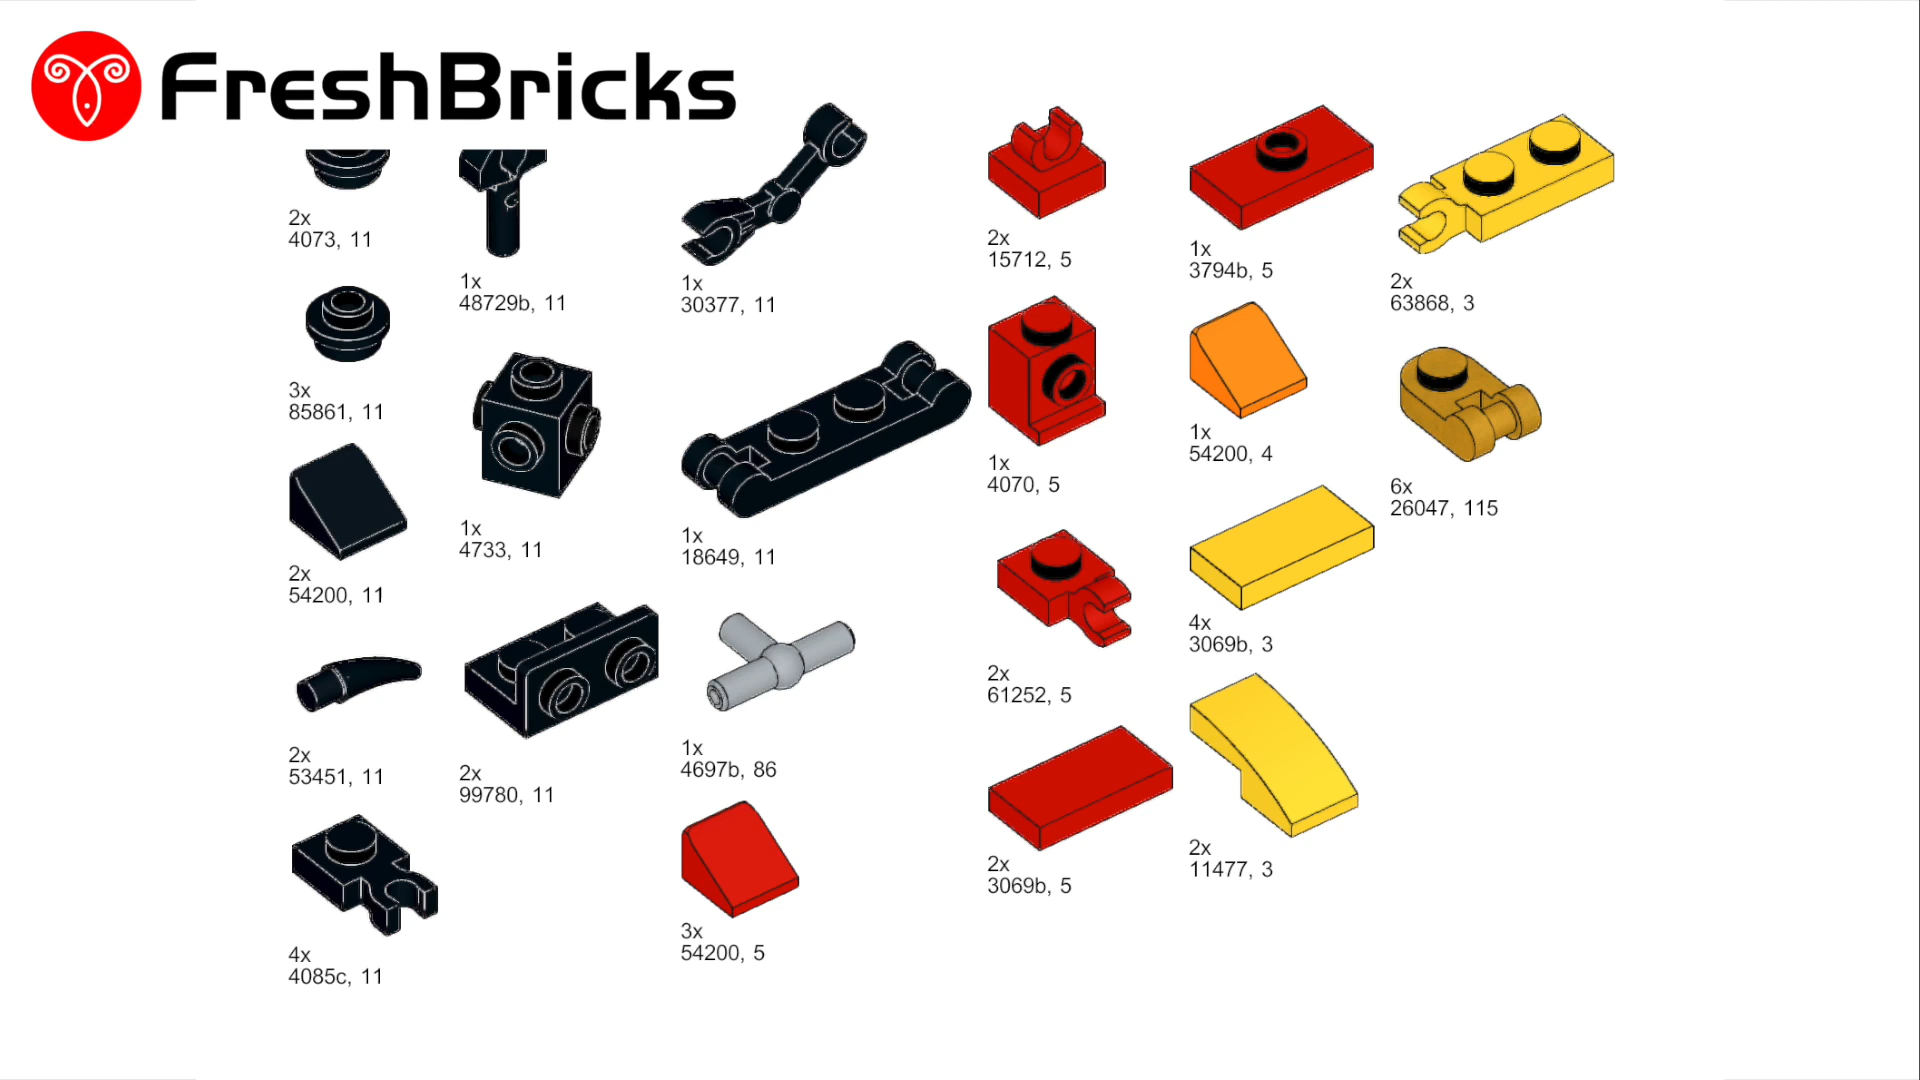 FreshBricks
2x
4073, 11
3x
85861, 11
2x
54200, 11
2x
53451, 11
4x
4085c, 11
1x
48729b, 11
1x
4733, 11
2x
99780, 11
1x
30377, 11
1x
18649, 11
1x
4697b, 86
3x
54200, 5
2x
15712, 5
1x
4070, 5
2x
61252, 5
2x
3069b, 5
1x
3794b, 5
1x
54200, 4
4x
3069b, 3
2x
11477, 3
2x
63868, 3
6x
26047, 115